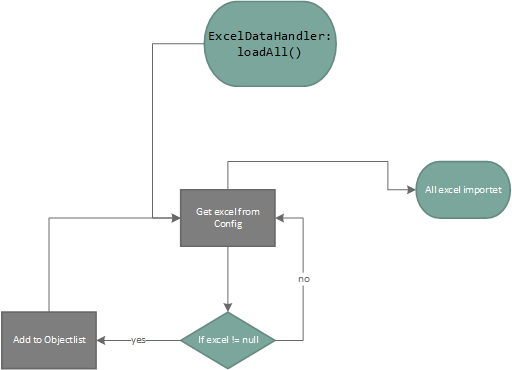 ExcelDataHandler:
loadAll()
All excel importet
Get excel from
Config
no
If excel != null
yes
Add to Objectlist